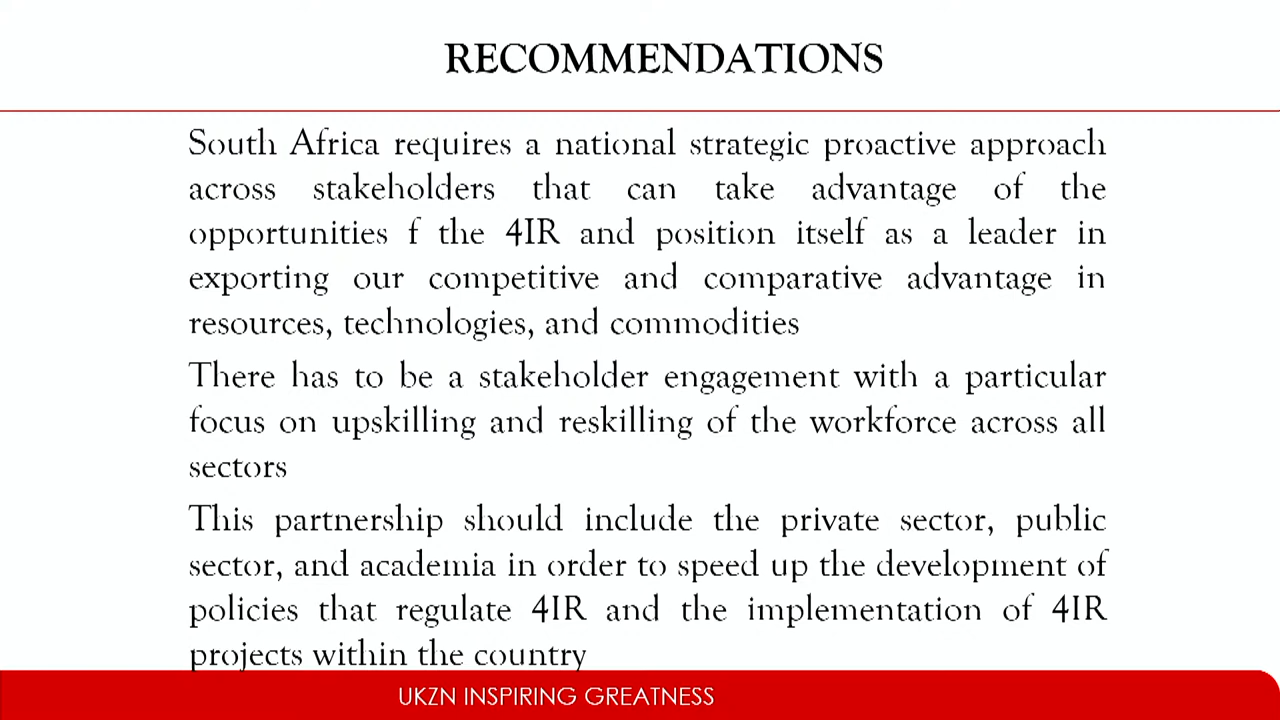 RECOMMENDATIONS
South Africa requires a national strategic proactive approach
across stakeholders that can take advantage of the
opportunities f the 4IR and position itself as a leader in
exporting our competitive and comparative advantage in
resources, technologies, and commodities
There has to be a stakeholder engagement with a particular
focus on upskilling and reskilling of the workforce across all
sectors
This partnership should include the private sector, public
sector, and academia in order to speed up the development of
policies that regulate 4IR and the implementation of 4IR
projects within the country
UKZN INSPIRING GREATNESS